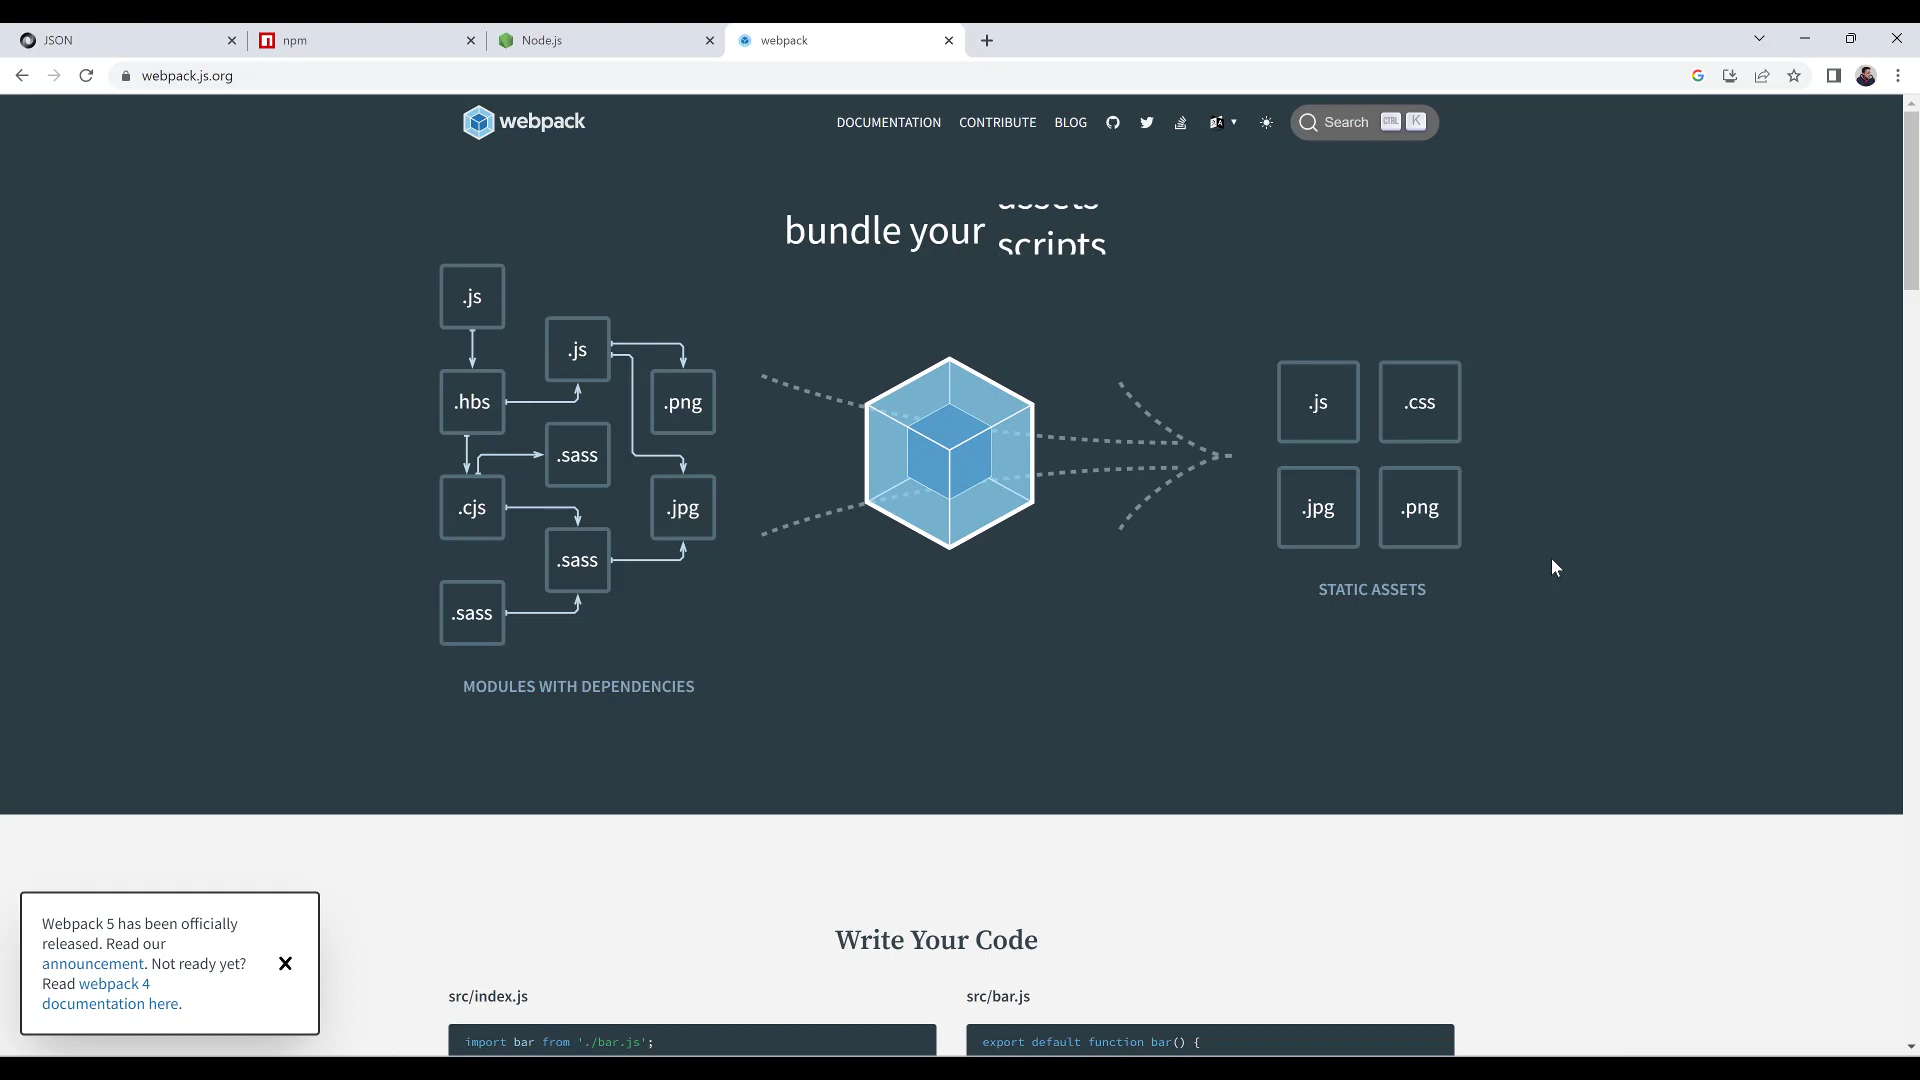 JSON
npm
Node.js
webpack
webpack.js.org
webpack
DOCUMENTATION
CONTRIBUTE
BLOG
Search
CTRL
K
assets
bundle your scripts
.js
.js
.hbs
.png
.sass
.cjs
.jpg
.sass
.sass
MODULES WITH DEPENDENCIES
.js
.css
.jpg
.png
STATIC ASSETS
Webpack 5 has been officially
released. Read our
announcement. Not ready yet?
Read webpack 4
documentation here.
Write Your Code
src/index.js
import bar from './bar.js';
src/bar.js
export default function bar() {